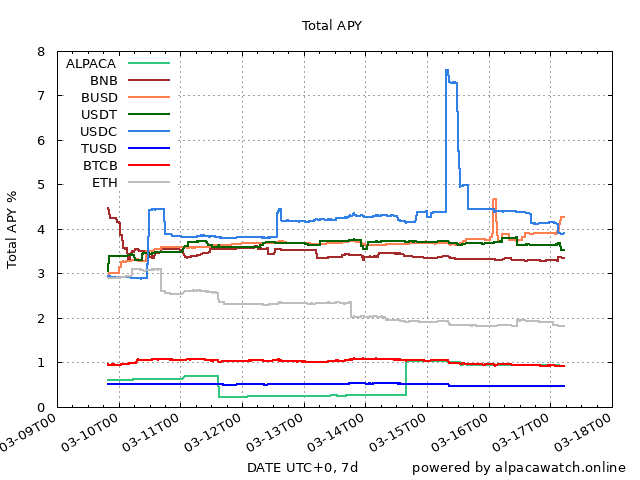 Total APY
8
7
6
5
4
3
2
1
0
Total APY %
ALPACA
BNB
BUSD
USDT
USDC
TUSD
BTCB
ETH
03-09T00
03-10T00
03-11T00
03-12T00
03-13T00
03-14T00
03-15T00
03-16T00
03-17T00
03-18T00
DATE UTC+0, 7d
powered by alpacawatch.online